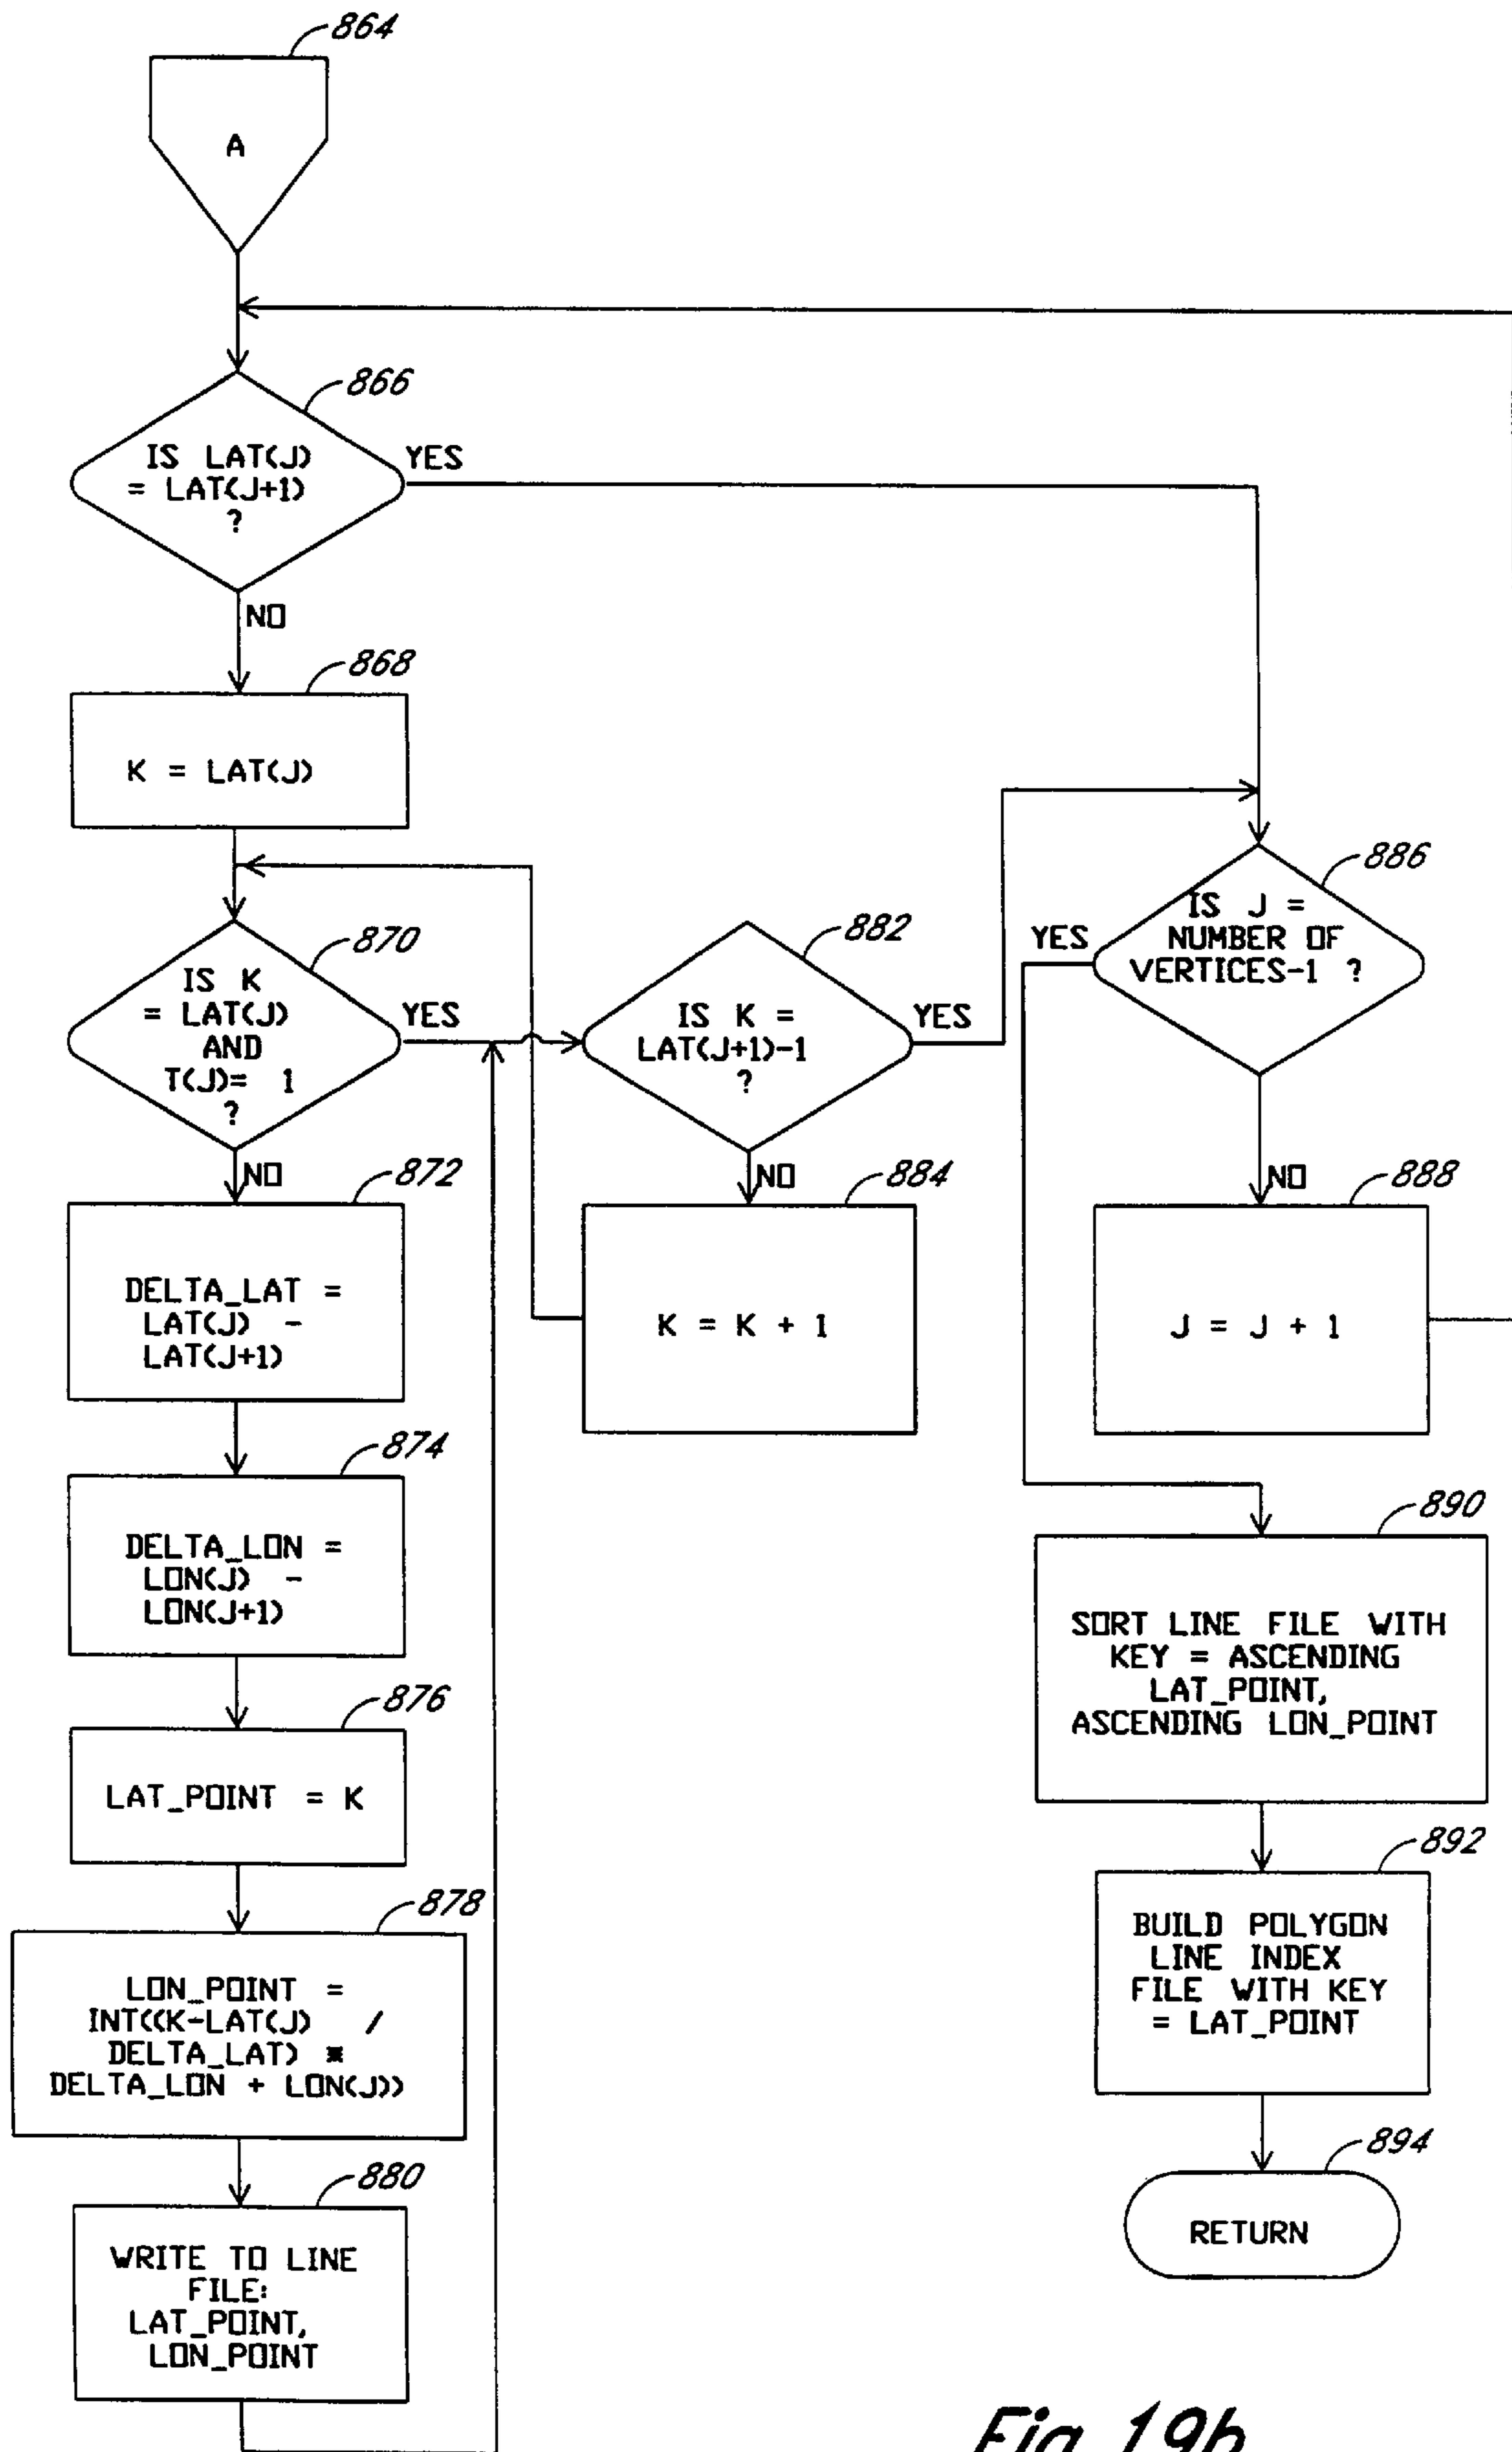 864
A
866
IS LAT(J)
= LAT(J+1)
?
YES
NO
868
K = LAT(J)
870
IS K
= LAT(J)
AND
T(J)= 1
?
YES
NO
872
DELTA_LAT =
LAT(J) -
LAT(J+1)
874
DELTA_LON =
LON(J) -
LON(J+1)
876
LAT_POINT = K
878
LON_POINT =
INT((K-LAT(J) /
DELTA_LAT) *
DELTA_LON + LON(J))
880
WRITE TO LINE
FILE:
LAT_POINT,
LON_POINT
882
IS K =
LAT(J+1)-1
?
YES
NO
884
K = K + 1
886
IS J =
NUMBER OF
VERTICES-1 ?
YES
NO
888
J = J + 1
890
SORT LINE FILE WITH
KEY = ASCENDING
LAT_POINT,
ASCENDING LON_POINT
892
BUILD POLYGON
LINE INDEX
FILE WITH KEY
= LAT_POINT
894
RETURN
Fig. 19b